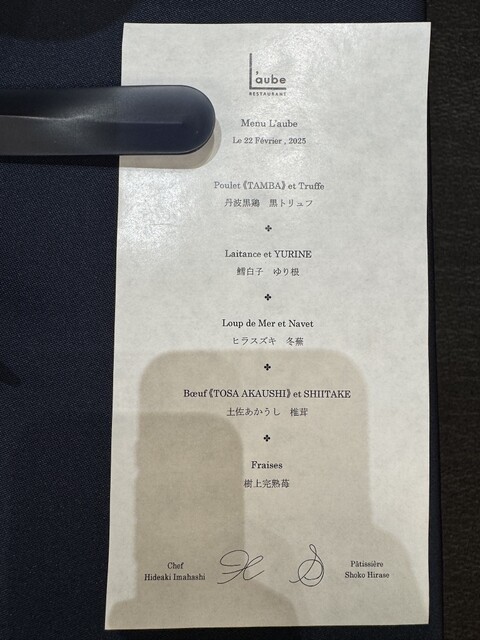 L'aube
RESTAURANT
Menu L'aube
Le 22 Février , 2025
Poulet《TAMBA》et Truffe
丹波黒鶏　黒トリュフ
Laitance et YURINE
鱈白子　ゆり根
Loup de Mer et Navet
ヒラスズキ　冬蕪
Bœuf《TOSA AKAUSHI》et SHIITAKE
土佐あかうし　椎茸
Fraises
樹上完熟苺
Chef
Hideaki Imahashi
H
S
Pâtissière
Shoko Hirase